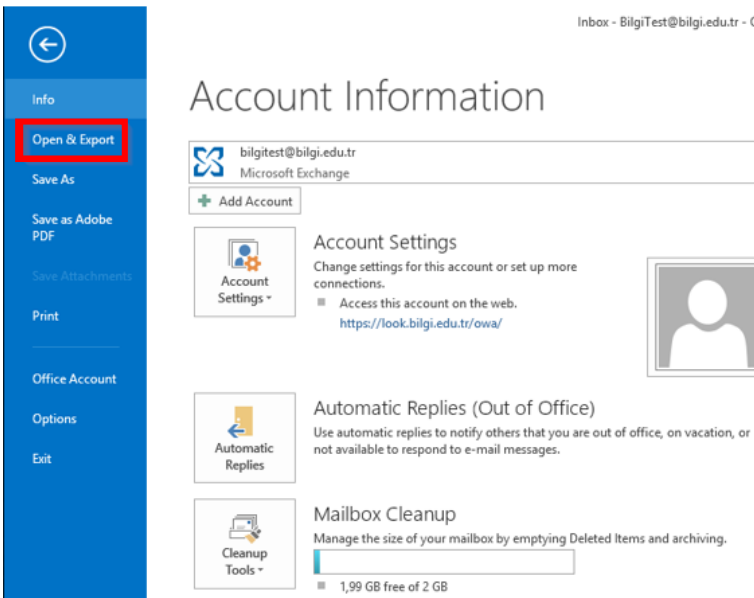 Inbox - BilgiTest@bilgi.edu.tr -
Info
Open & Export
Save As
Save as Adobe
PDF
Save Attachments
Print
Office Account
Options
Exit
Account Information
bilgitest@bilgi.edu.tr
Microsoft Exchange
Add Account
Account
Settings
Account Settings
Change settings for this account or set up more
connections.
Access this account on the web.
https://look.bilgi.edu.tr/owa/
Automatic
Replies
Automatic Replies (Out of Office)
Use automatic replies to notify others that you are out of office, on vacation, or
not available to respond to e-mail messages.
Cleanup
Tools
Mailbox Cleanup
Manage the size of your mailbox by emptying Deleted Items and archiving.
1,99 GB free of 2 GB